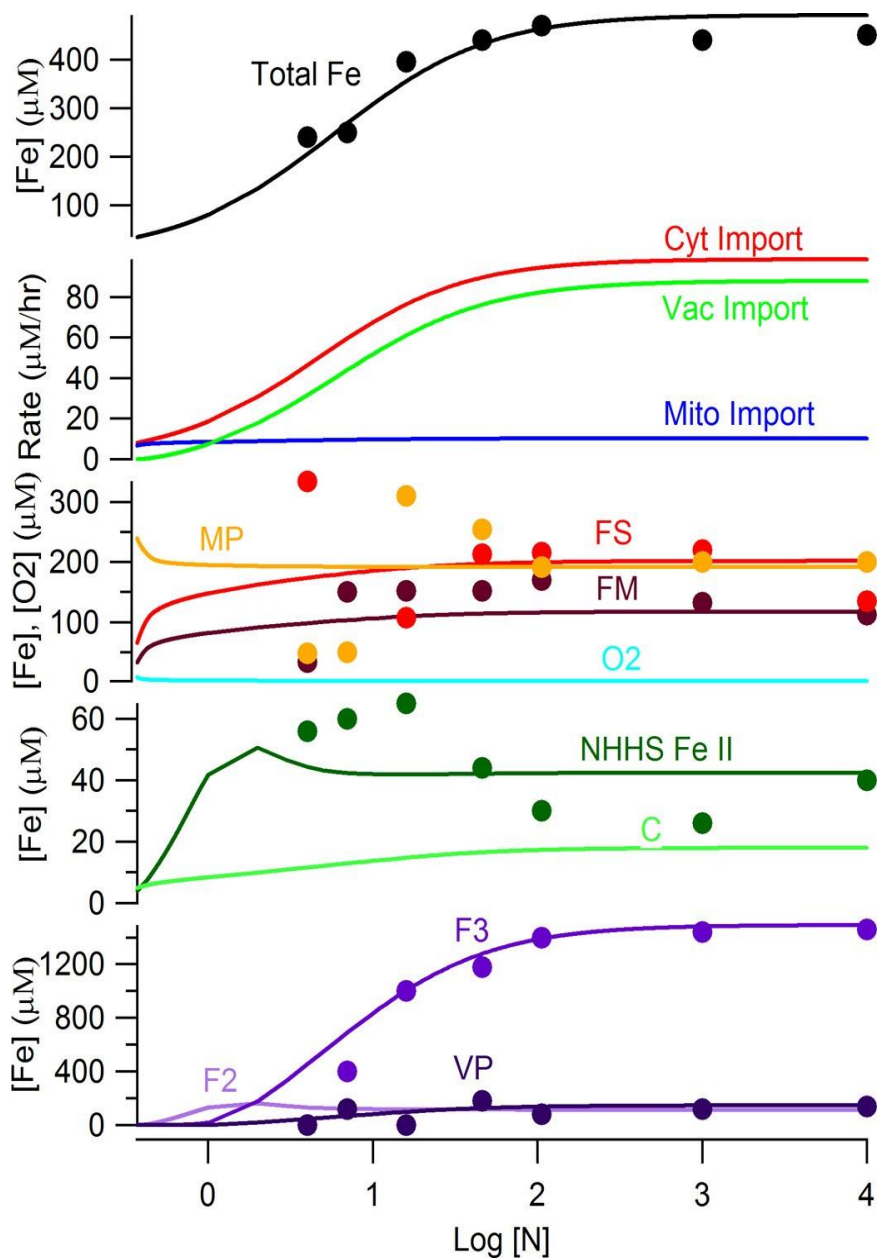 [Fe] (μM)
400
300
200
100
Total Fe
Rate (μM/hr)
80
60
40
20
0
Cyt Import
Vac Import
Mito Import
[Fe], [O2] (μM)
300
200
100
0
MP
FS
FM
O2
[Fe] (μM)
60
40
20
0
NHHS Fe II
C
[Fe] (μM)
1200
800
400
0
F3
F2
VP
0 1 2 3 4
Log [N]